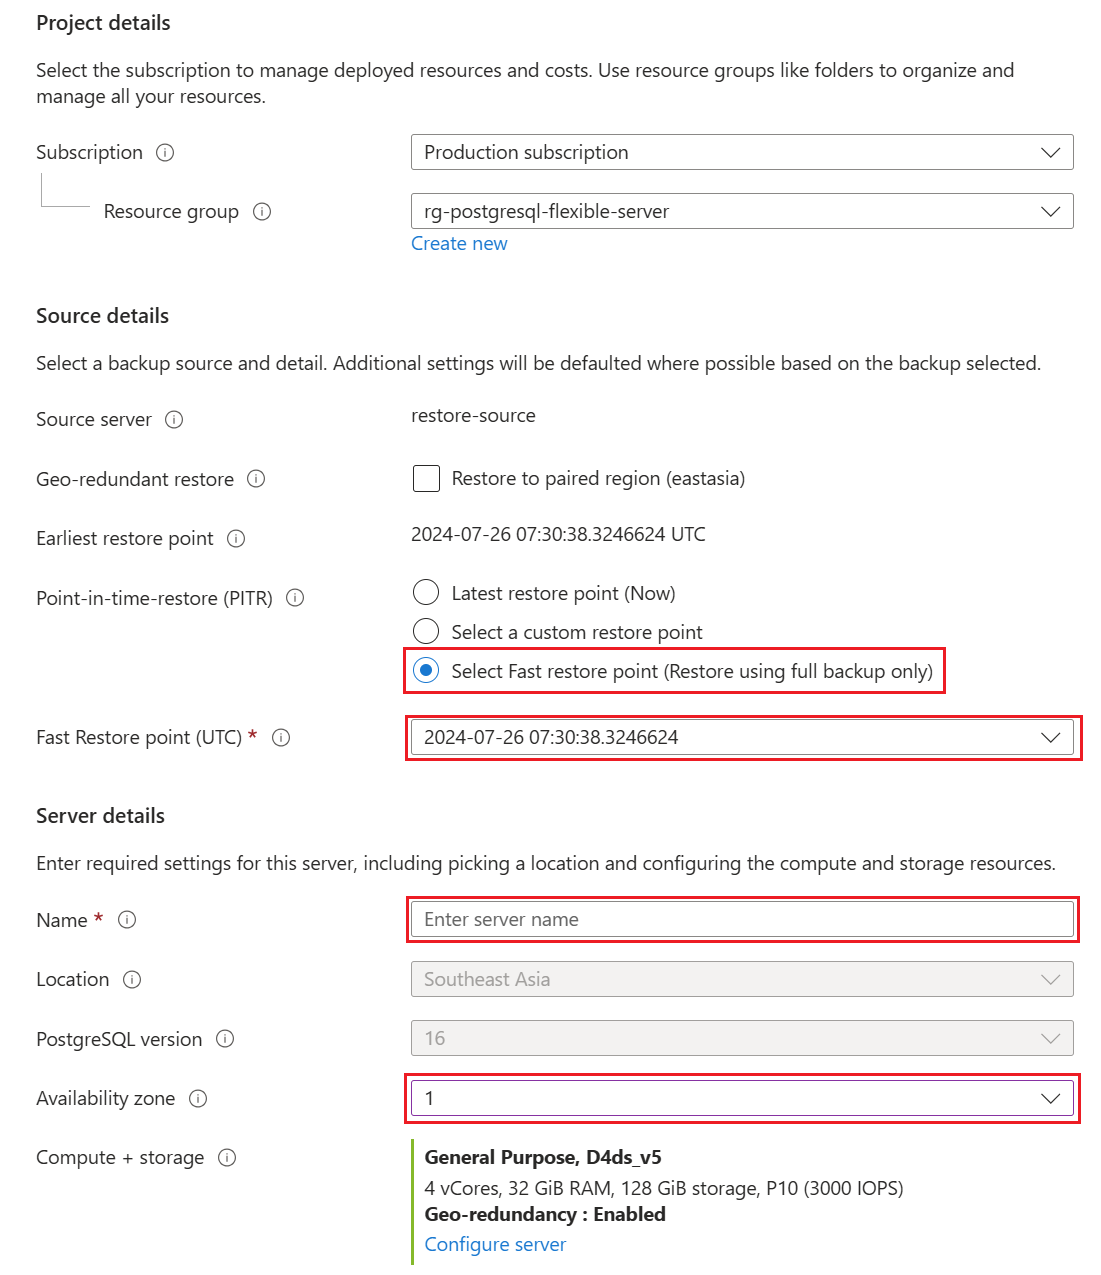 Project details
Select the subscription to manage deployed resources and costs. Use resource groups like folders to organize and
manage all your resources.
Subscription
Production subscription
Resource group
rg-postgresql-flexible-server
Create new
Source details
Select a backup source and detail. Additional settings will be defaulted where possible based on the backup selected.
Source server
restore-source
Geo-redundant restore
Restore to paired region (eastasia)
Earliest restore point
2024-07-26 07:30:38.3246624 UTC
Point-in-time-restore (PITR)
Latest restore point (Now)
Select a custom restore point
Select Fast restore point (Restore using full backup only)
Fast Restore point (UTC) *
2024-07-26 07:30:38.3246624
Server details
Enter required settings for this server, including picking a location and configuring the compute and storage resources.
Name *
Enter server name
Location
Southeast Asia
PostgreSQL version
16
Availability zone
1
Compute + storage
General Purpose, D4ds_v5
4 vCores, 32 GiB RAM, 128 GiB storage, P10 (3000 IOPS)
Geo-redundancy : Enabled
Configure server